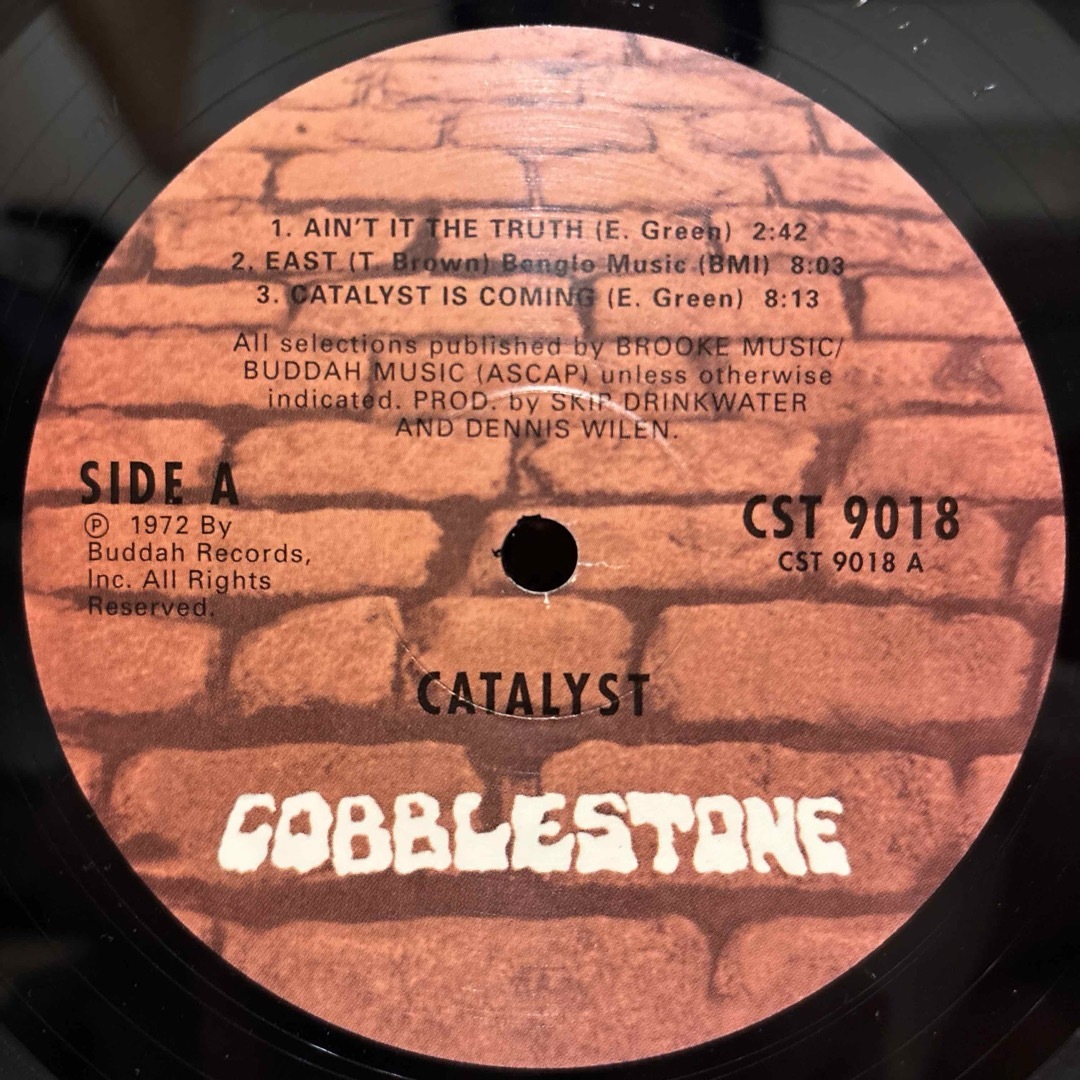 1. AIN'T IT THE TRUTH (E. Green) 2:42
2. EAST (T. Brown) Benglo Music (BMI) 8:03
3. CATALYST IS COMING (E. Green) 8:13
All selections published by BROOKE MUSIC/
BUDDAH MUSIC (ASCAP) unless otherwise
indicated. PROD. by SKIP DRINKWATER
AND DENNIS WILEN.
SIDE A
℗ 1972 By
Buddah Records,
Inc. All Rights
Reserved.
CST 9018
CST 9018 A
CATALYST
COBBLESTONE